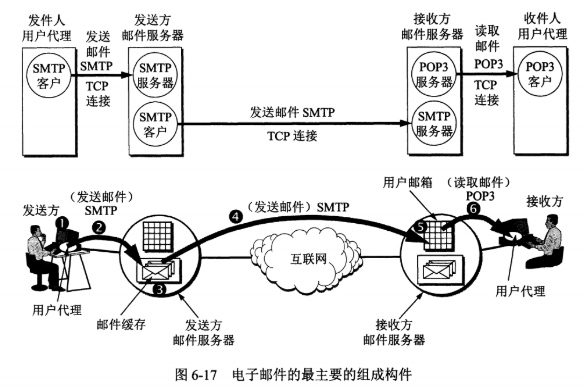 发件人
用户代理
发送
邮件
SMTP
TCP
连接
发送方
邮件服务器
SMTP
客户
SMTP
服务器
SMTP
客户
发送邮件 SMTP
TCP 连接
接收方
邮件服务器
POP3
服务器
SMTP
服务器
读取
邮件
POP3
TCP
连接
收件人
用户代理
POP3
客户
发送方
❶
(发送邮件)
SMTP
❷
用户代理
❸
邮件缓存
发送方
邮件服务器
❹
(发送邮件) SMTP
互联网
用户邮箱
❺
(读取邮件)
POP3
❻
接收方
用户代理
接收方
邮件服务器
图 6-17 电子邮件的最主要的组成构件